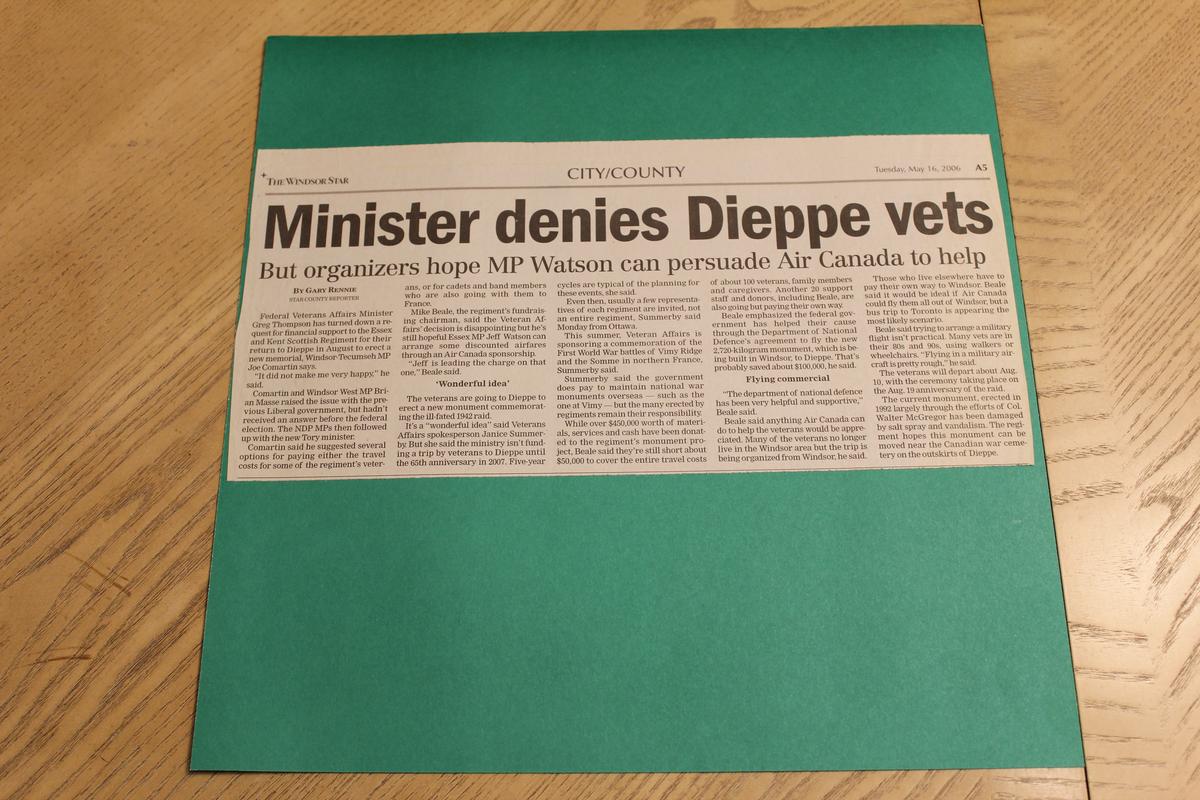 THE WINDSOR STAR
CITY/COUNTY
Tuesday, May 16, 2006 A5
Minister denies Dieppe vets
But organizers hope MP Watson can persuade Air Canada to help
BY GARY RENNIE
STAR COUNTY REPORTER
Federal Veterans Affairs Minister
Greg Thompson has turned down a re-
quest for financial support to the Essex
and Kent Scottish Regiment for their
return to Dieppe in August to erect a
new memorial, Windsor-Tecumseh MP
Joe Comartin says.
"It did not make me very happy," he
said.
Comartin and Windsor West MP Bri-
an Masse raised the issue with the pre-
vious Liberal government, but hadn't
received an answer before the federal
election. The NDP MPs then followed
up with the new Tory minister.
Comartin said he suggested several
options for paying either the travel
costs for some of the regiment's veter-
ans, or for cadets and band members
who are also going with them to
France.
Mike Beale, the regiment's fundrais-
ing chairman, said the Veteran Af-
fairs' decision is disappointing but he's
still hopeful Essex MP Jeff Watson can
arrange some discounted airfares
through an Air Canada sponsorship.
"Jeff is leading the charge on that
one," Beale said.
'Wonderful idea'
The veterans are going to Dieppe to
erect a new monument commemorat-
ing the ill-fated 1942 raid.
It's a "wonderful idea" said Veterans
Affairs spokesperson Janice Summer-
by. But she said the ministry isn't fund-
ing a trip by veterans to Dieppe until
the 65th anniversary in 2007. Five-year
cycles are typical of the planning for
these events, she said.
Even then, usually a few representa-
tives of each regiment are invited, not
an entire regiment, Summerby said
Monday from Ottawa.
This summer, Veteran Affairs is
sponsoring a commemoration of the
First World War battles of Vimy Ridge
and the Somme in northern France,
Summerby said.
Summerby said the government
does pay to maintain national war
monuments overseas — such as the
one at Vimy — but the many erected by
regiments remain their responsibility.
While over $450,000 worth of materi-
als, services and cash have been donat-
ed to the regiment's monument pro-
ject, Beale said they're still short about
$50,000 to cover the entire travel costs
of about 100 veterans, family members
and caregivers. Another 20 support
staff and donors, including Beale, are
also going but paying their own way.
Beale emphasized the federal gov-
ernment has helped their cause
through the Department of National
Defence's agreement to fly the new
2,720-kilogram monument, which is be-
ing built in Windsor, to Dieppe. That's
probably saved about $100,000, he said.
Flying commercial
"The department of national defence
has been very helpful and supportive,"
Beale said.
Beale said anything Air Canada can
do to help the veterans would be appre-
ciated. Many of the veterans no longer
live in the Windsor area but the trip is
being organized from Windsor, he said.
Those who live elsewhere have to
pay their own way to Windsor. Beale
said it would be ideal if Air Canada
could fly them all out of Windsor, but a
bus trip to Toronto is appearing the
most likely scenario.
Beale said trying to arrange a military
flight isn't practical. Many vets are in
their 80s and 90s, using walkers or
wheelchairs. "Flying in a military air-
craft is pretty rough," he said.
The veterans will depart about Aug.
10, with the ceremony taking place on
the Aug. 19 anniversary of the raid.
The current monument, erected in
1992 largely through the efforts of Col.
Walter McGregor has been damaged
by salt spray and vandalism. The regi-
ment hopes this monument can be
moved near the Canadian war ceme-
tery on the outskirts of Dieppe.